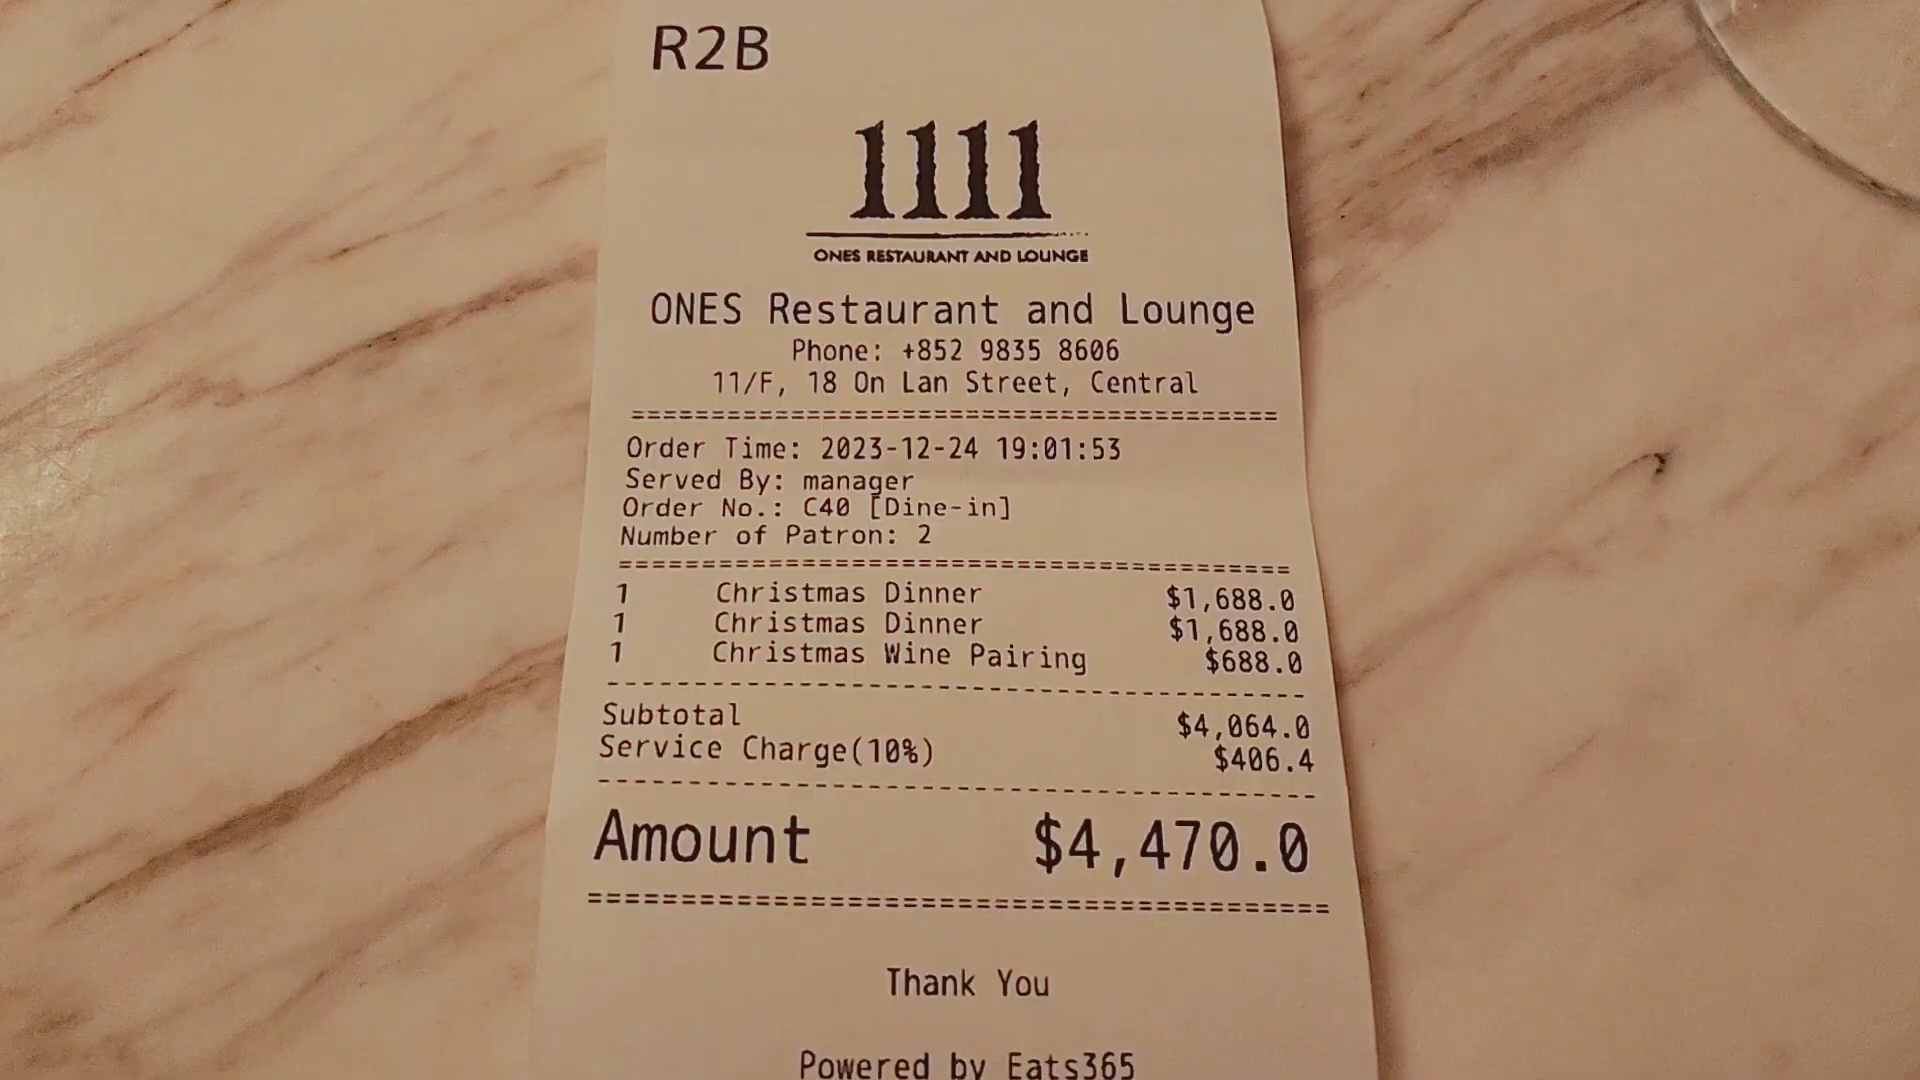 R2B
1111
ONES RESTAURANT AND LOUNGE
ONES Restaurant and Lounge
Phone: +852 9835 8606
11/F, 18 On Lan Street, Central
=========================================
Order Time: 2023-12-24 19:01:53
Served By: manager
Order No.: C40 [Dine-in]
Number of Patron: 2
=========================================
1 Christmas Dinner $1,688.0
1 Christmas Dinner $1,688.0
1 Christmas Wine Pairing $688.0
-----------------------------------------
Subtotal $4,064.0
Service Charge(10%) $406.4
-----------------------------------------
Amount $4,470.0
=========================================
Thank You
Powered by Eats365